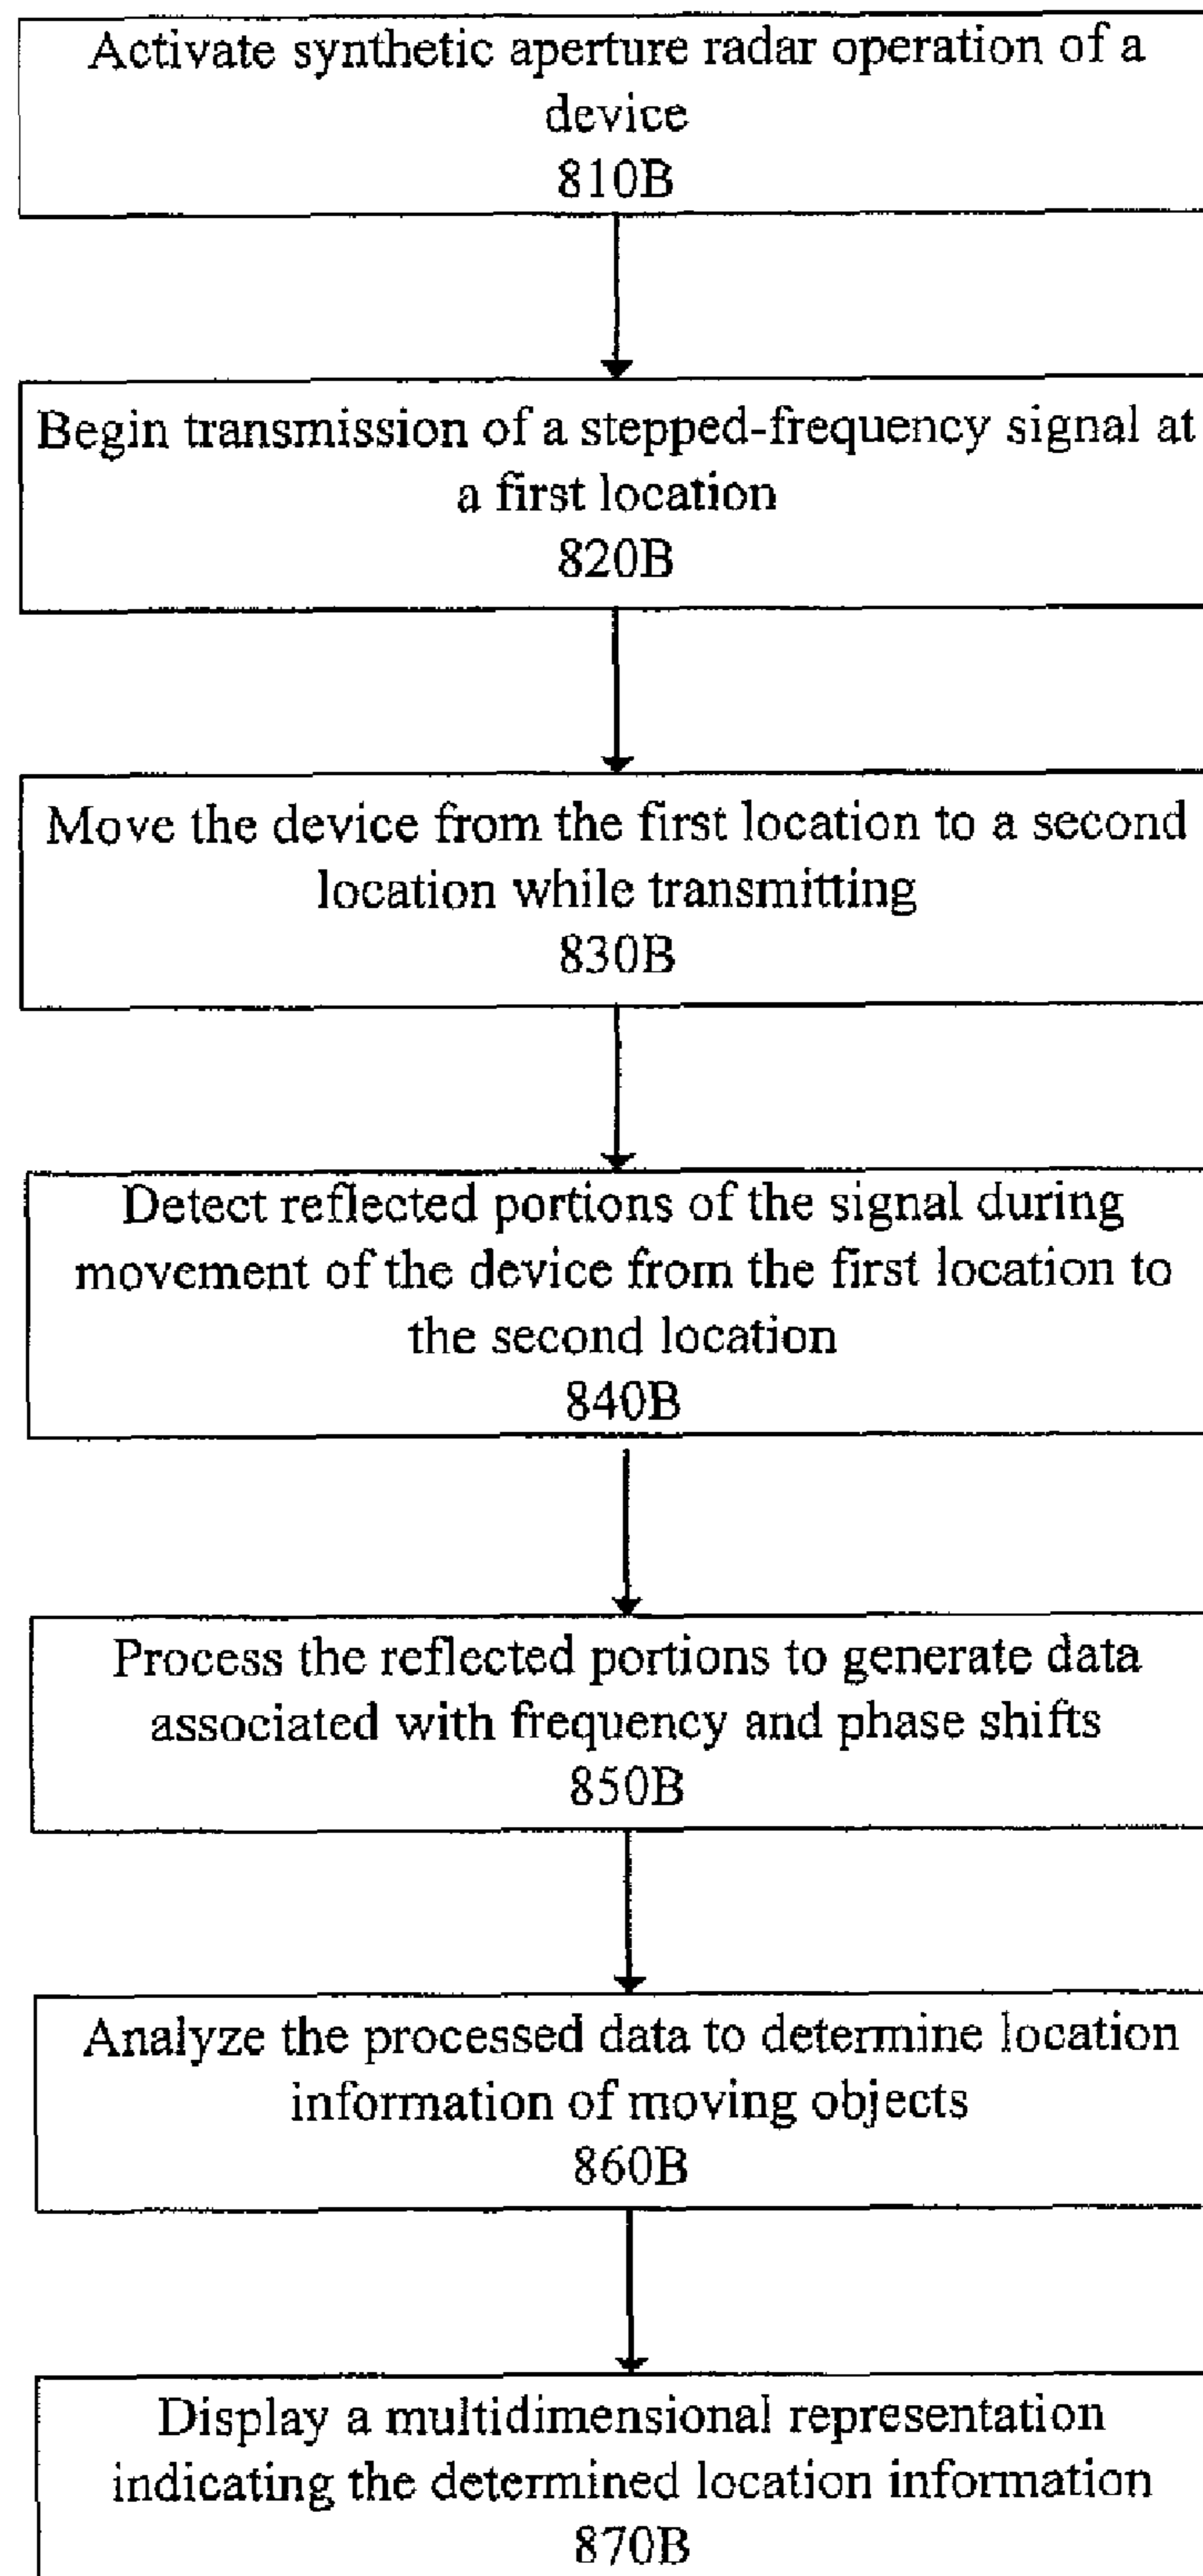 Activate synthetic aperture radar operation of a
device
810B
Begin transmission of a stepped-frequency signal at
a first location
820B
Move the device from the first location to a second
location while transmitting
830B
Detect reflected portions of the signal during
movement of the device from the first location to
the second location
840B
Process the reflected portions to generate data
associated with frequency and phase shifts
850B
Analyze the processed data to determine location
information of moving objects
860B
Display a multidimensional representation
indicating the determined location information
870B